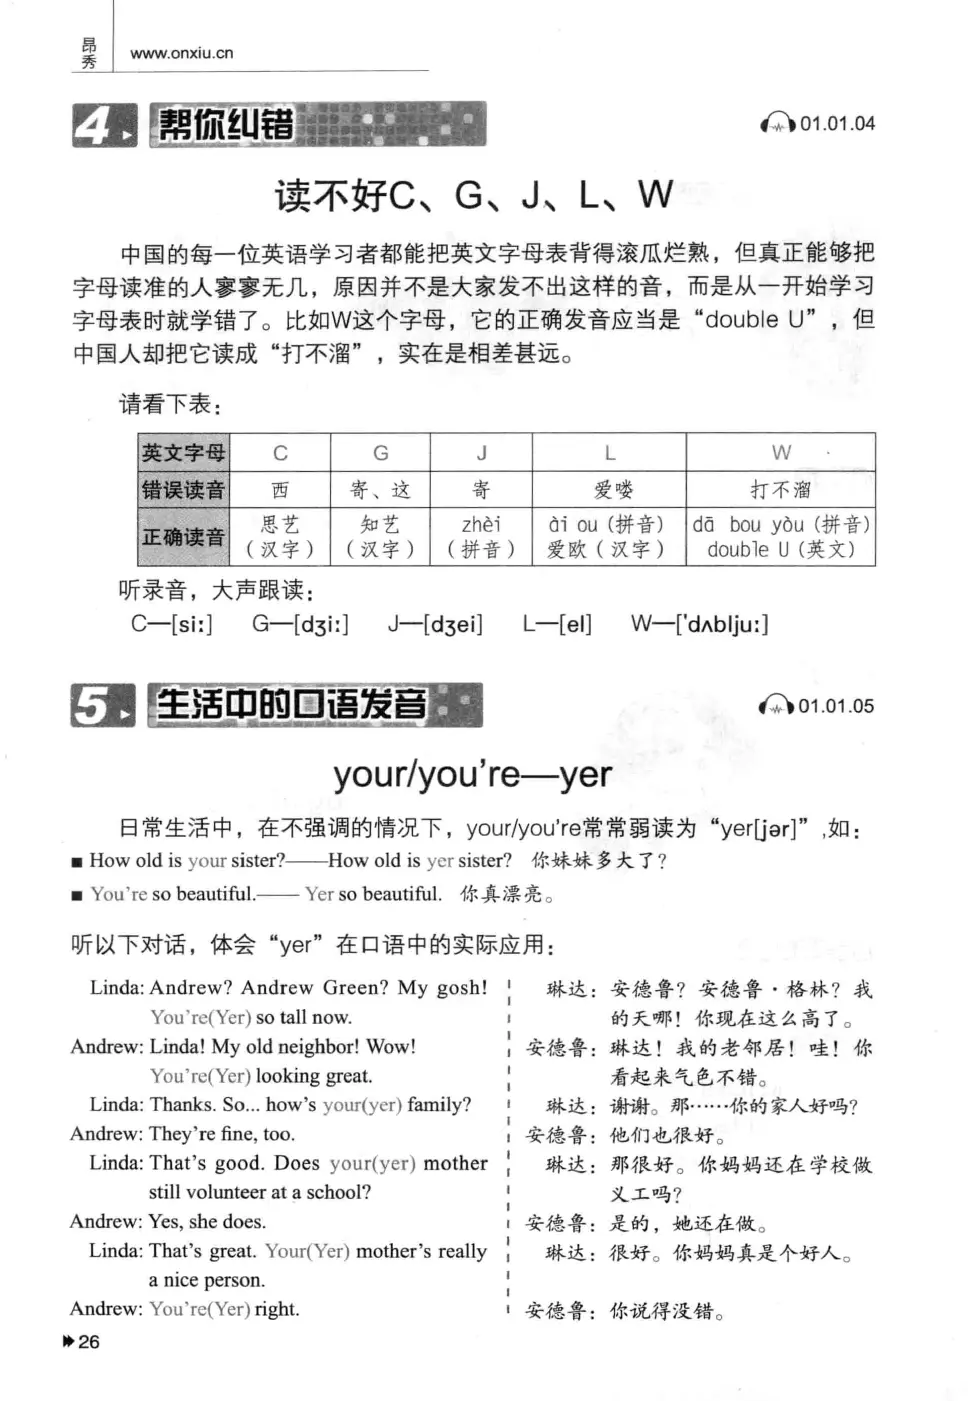 昂秀
www.onxiu.cn
4 帮你纠错 01.01.04
读不好C、G、J、L、W
中国的每一位英语学习者都能把英文字母表背得滚瓜烂熟，但真正能够把
字母读准的人寥寥无几，原因并不是大家发不出这样的音，而是从一开始学习
字母表时就学错了。比如W这个字母，它的正确发音应当是“double U”，但
中国人却把它读成“打不溜”，实在是相差甚远。
请看下表：
英文字母 C G J L W
错误读音 西 寄、这 寄 爱喽 打不溜
正确读音 思艺（汉字） 知艺（汉字） zhèi（拼音） ài ou（拼音）爱欧（汉字） dā bou yòu（拼音）double U（英文）
听录音，大声跟读：
C—[si:] G—[dʒi:] J—[dʒei] L—[el] W—['dʌblju:]
5 生活中的口语发音 01.01.05
your/you're—yer
日常生活中，在不强调的情况下，your/you're常常弱读为“yer[jər]”,如：
■ How old is your sister?——How old is yer sister? 你妹妹多大了？
■ You're so beautiful.—— Yer so beautiful. 你真漂亮。
听以下对话，体会“yer”在口语中的实际应用：
Linda: Andrew? Andrew Green? My gosh!
You're(Yer) so tall now.
Andrew: Linda! My old neighbor! Wow!
You're(Yer) looking great.
Linda: Thanks. So... how's your(yer) family?
Andrew: They're fine, too.
Linda: That's good. Does your(yer) mother
still volunteer at a school?
Andrew: Yes, she does.
Linda: That's great. Your(Yer) mother's really
a nice person.
Andrew: You're(Yer) right.
琳达：安德鲁？安德鲁·格林？我
的天哪！你现在这么高了。
安德鲁：琳达！我的老邻居！哇！你
看起来气色不错。
琳达：谢谢。那……你的家人好吗？
安德鲁：他们也很好。
琳达：那很好。你妈妈还在学校做
义工吗？
安德鲁：是的，她还在做。
琳达：很好。你妈妈真是个好人。
安德鲁：你说得没错。
26